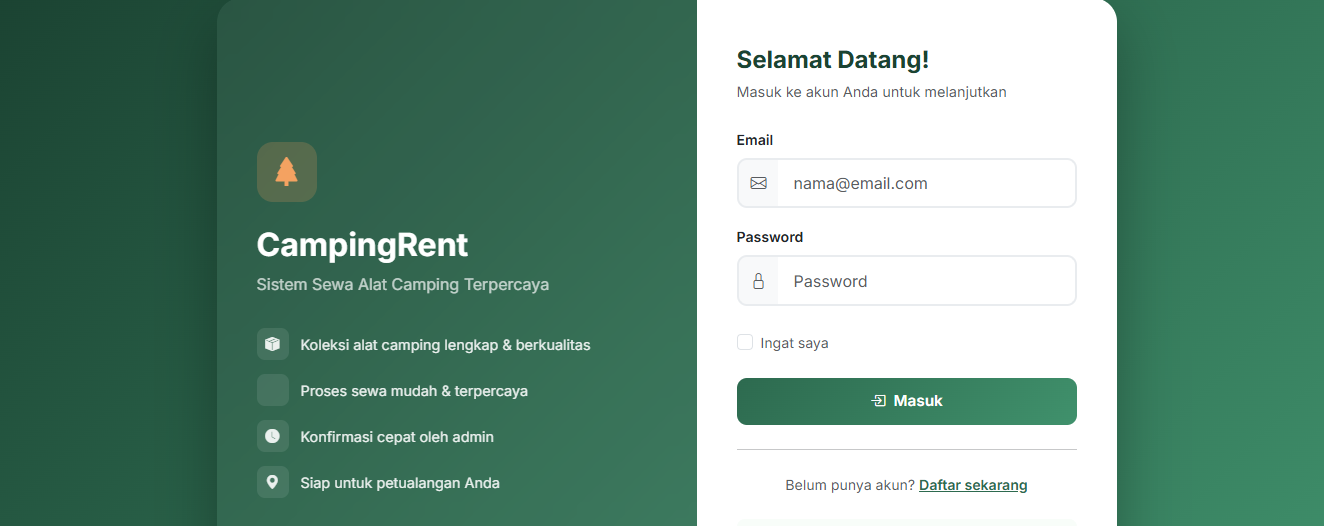 CampingRent
Sistem Sewa Alat Camping Terpercaya
Koleksi alat camping lengkap & berkualitas
Proses sewa mudah & terpercaya
Konfirmasi cepat oleh admin
Siap untuk petualangan Anda
Selamat Datang!
Masuk ke akun Anda untuk melanjutkan
Email
nama@email.com
Password
Password
Ingat saya
Masuk
Belum punya akun? Daftar sekarang